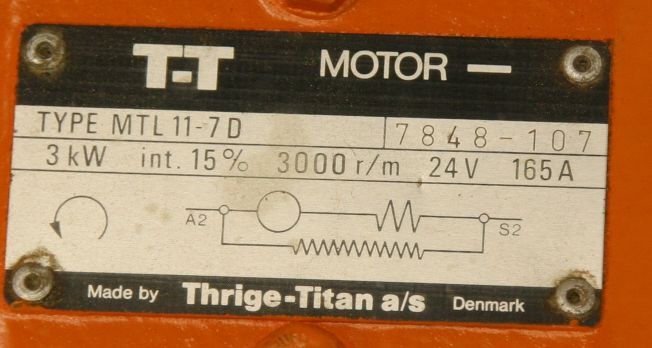 T-T MOTOR —
TYPE MTL 11-7 D 7848-107
3 kW int. 15% 3000 r/m 24V 165A
A2 S2
Made by Thrige-Titan a/s Denmark